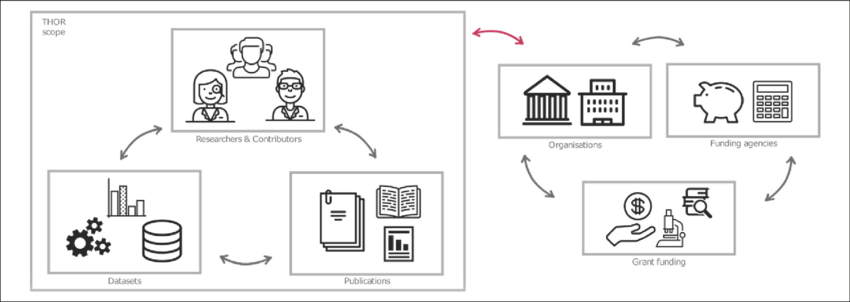 THOR
scope
Researchers & Contributors
Datasets
Publications
Organisations
Funding agencies
$
Grant funding